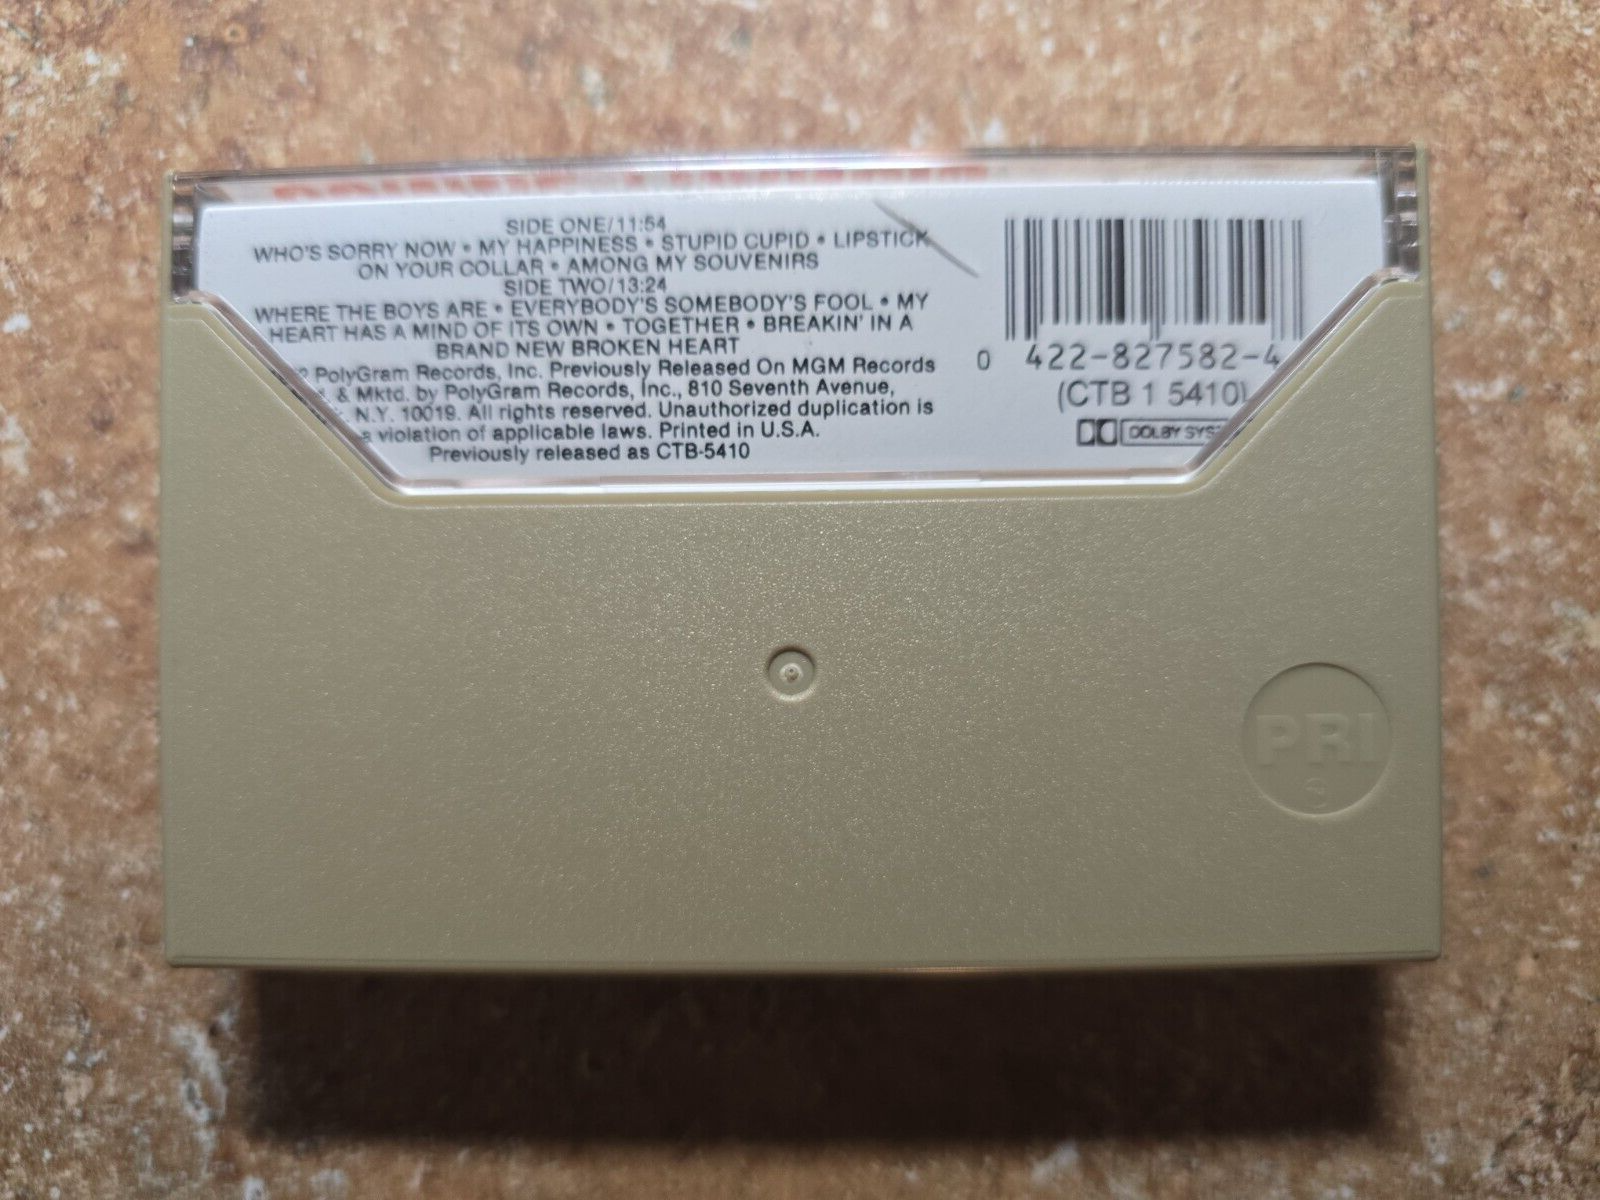 SIDE ONE/11:54
WHO'S SORRY NOW • MY HAPPINESS • STUPID CUPID • LIPSTICK
ON YOUR COLLAR • AMONG MY SOUVENIRS
SIDE TWO/13:24
WHERE THE BOYS ARE • EVERYBODY'S SOMEBODY'S FOOL • MY
HEART HAS A MIND OF ITS OWN • TOGETHER • BREAKIN' IN A
BRAND NEW BROKEN HEART
PolyGram Records, Inc. Previously Released On MGM Records
& Mktd. by PolyGram Records, Inc., 810 Seventh Avenue,
N.Y. 10019. All rights reserved. Unauthorized duplication is
a violation of applicable laws. Printed in U.S.A.
Previously released as CTB-5410
0 422-827582-4
(CTB 1 5410)
DOLBY SYS
PRI